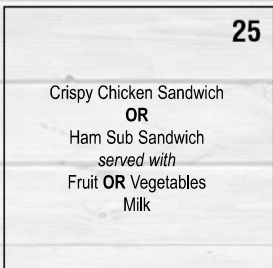 25
Crispy Chicken Sandwich
OR
Ham Sub Sandwich
served with
Fruit OR Vegetables
Milk